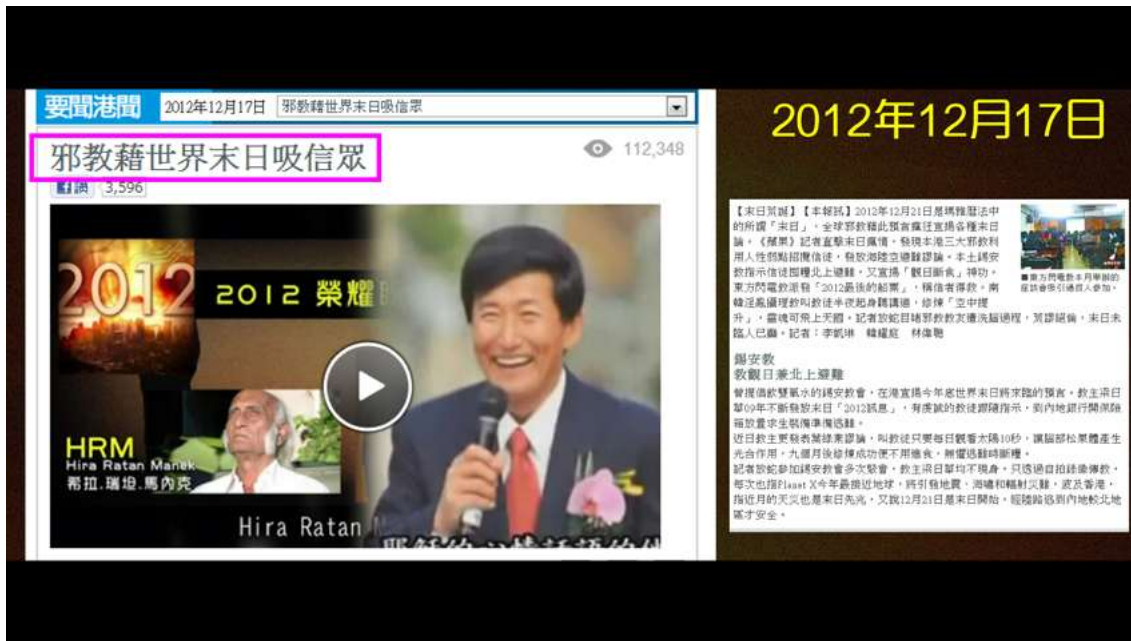 要聞港聞 2012年12月17日 邪教藉世界末日吸信眾
2012年12月17日
邪教藉世界末日吸信眾
112,348
讚 3,596
2012
2012 榮耀
HRM
Hira Ratan Manek
希拉.瑞坦.馬內克
Hira Ratan
【末日荒誕】【本報訊】2012年12月21日是瑪雅曆法中
的所謂「末日」，全球邪教藉此預言瘋狂宣揚各種末日
論。《蘋果》記者直擊末日瘋情，發現本港三大邪教利
用人性弱點招攬信徒，發放海陸空避難謬論。本土錫安
教指示信徒囤糧北上避難，又宣揚「觀日斷食」神功。
東方閃電教派發「2012最後的船票」，稱信者得救。南
韓淫亂攝理教叫教徒半夜起身聽講道，修煉「空中提
升」，靈魂可飛上天國。記者放蛇目睹邪教教友遭洗腦過程，荒謬絕倫，末日未
臨人已癲。記者：李凱琳 韓耀庭 林偉聰
■東方閃電教本月舉辦的
座談會吸引過百人參加。
錫安教
教觀日兼北上避難
曾提倡飲雙氧水的錫安教會，在港宣揚今年底世界末日將來臨的預言。教主梁日
華09年不斷發放末日「2012訊息」，有虔誠的教徒跟隨指示，到內地銀行開保險
箱放置求生裝備準備逃難。
近日教主更發表葉綠素謬論，叫教徒只要每日觀看太陽10秒，讓腦部松果體產生
光合作用，九個月後修煉成功便不用進食，無懼逃難時斷糧。
記者放蛇參加錫安教會多次聚會，教主梁日華均不現身，只透過自拍錄像傳教，
每次也指Planet X今年最接近地球，將引發地震、海嘯和輻射災難，波及香港。
指近月的天災也是末日先兆，又說12月21日是末日開始，經陸路逃到內地較北地
區才安全。